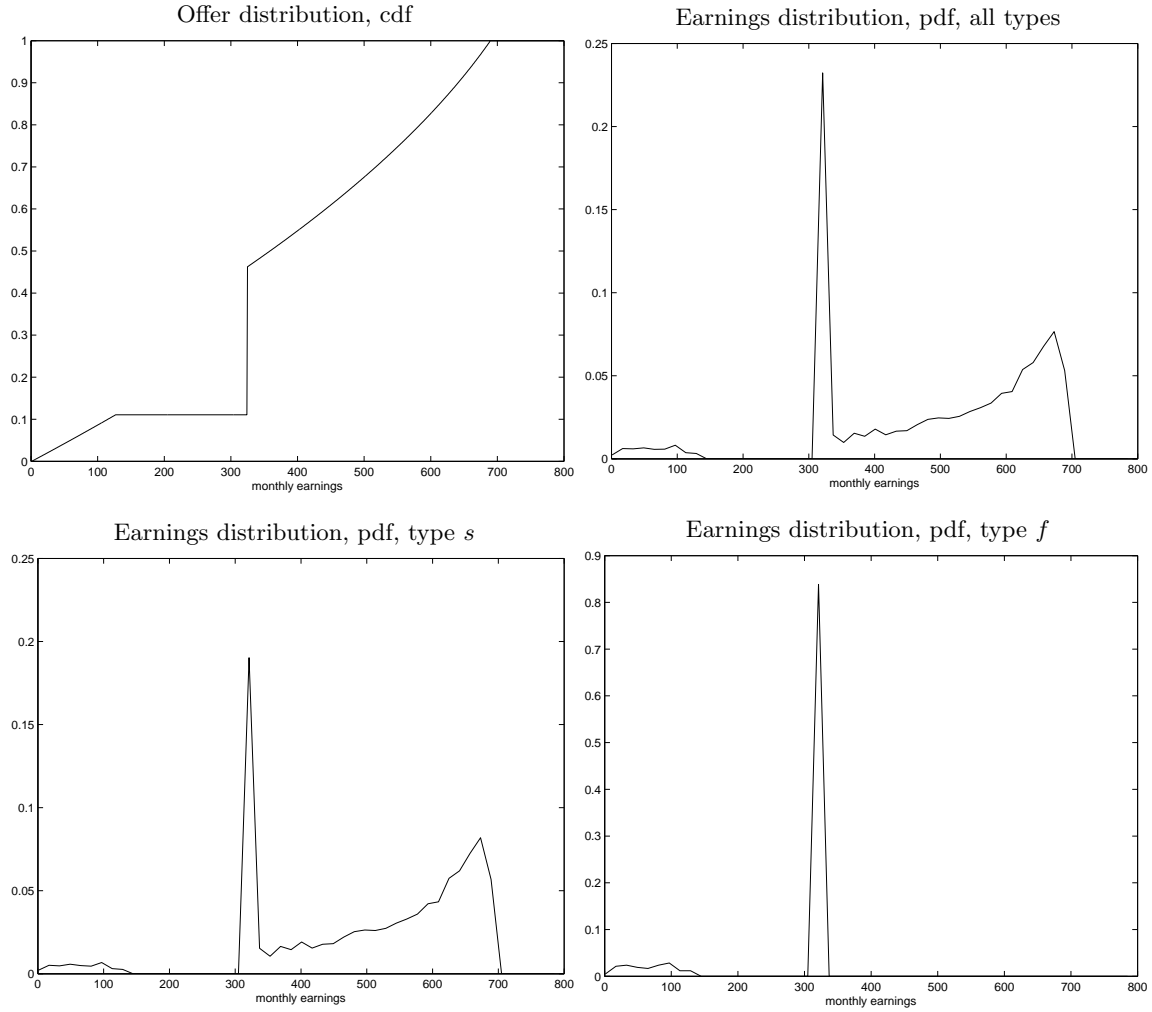 Offer distribution, cdf
1
0.9
0.8
0.7
0.6
0.5
0.4
0.3
0.2
0.1
0
0 100 200 300 400 500 600 700 800
monthly earnings
Earnings distribution, pdf, all types
0.25
0.2
0.15
0.1
0.05
0
0 100 200 300 400 500 600 700 800
monthly earnings
Earnings distribution, pdf, type s
0.25
0.2
0.15
0.1
0.05
0
0 100 200 300 400 500 600 700 800
monthly earnings
Earnings distribution, pdf, type f
0.9
0.8
0.7
0.6
0.5
0.4
0.3
0.2
0.1
0
0 100 200 300 400 500 600 700 800
monthly earnings